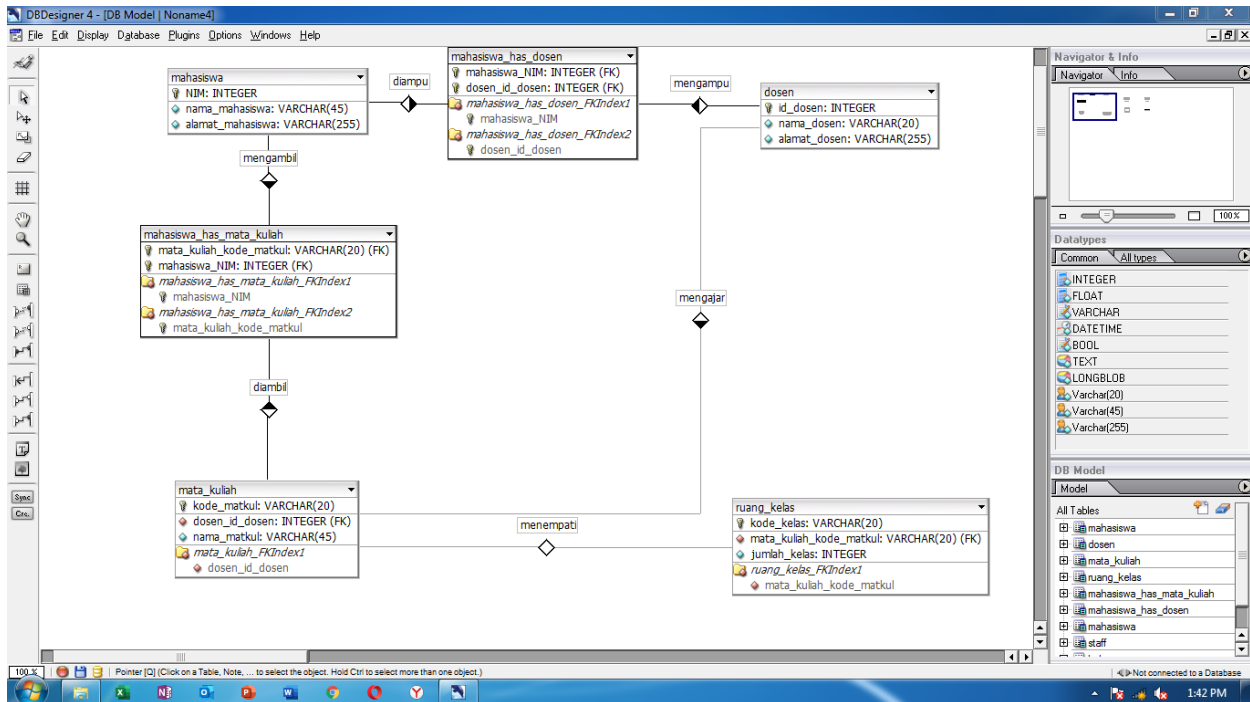 DBDesigner 4 - [DB Model | Noname4]
File Edit Display Database Plugins Options Windows Help
mahasiswa
NIM: INTEGER
nama_mahasiswa: VARCHAR(45)
alamat_mahasiswa: VARCHAR(255)
diampu
mahasiswa_has_dosen
mahasiswa_NIM: INTEGER (FK)
dosen_id_dosen: INTEGER (FK)
mahasiswa_has_dosen_FKIndex1
mahasiswa_NIM
mahasiswa_has_dosen_FKIndex2
dosen_id_dosen
mengampu
dosen
id_dosen: INTEGER
nama_dosen: VARCHAR(20)
alamat_dosen: VARCHAR(255)
mengambil
mahasiswa_has_mata_kuliah
mata_kuliah_kode_matkul: VARCHAR(20) (FK)
mahasiswa_NIM: INTEGER (FK)
mahasiswa_has_mata_kuliah_FKIndex1
mahasiswa_NIM
mahasiswa_has_mata_kuliah_FKIndex2
mata_kuliah_kode_matkul
mengajar
diambil
mata_kuliah
kode_matkul: VARCHAR(20)
dosen_id_dosen: INTEGER (FK)
nama_matkul: VARCHAR(45)
mata_kuliah_FKIndex1
dosen_id_dosen
menempati
ruang_kelas
kode_kelas: VARCHAR(20)
mata_kuliah_kode_matkul: VARCHAR(20) (FK)
jumlah_kelas: INTEGER
ruang_kelas_FKIndex1
mata_kuliah_kode_matkul
Sync
Navigator & Info
Navigator Info
100%
Datatypes
Common All types
INTEGER
FLOAT
VARCHAR
DATETIME
BOOL
TEXT
LONGBLOB
Varchar(20)
Varchar(45)
Varchar(255)
DB Model
Model
All Tables
mahasiswa
dosen
mata_kuliah
ruang_kelas
mahasiswa_has_mata_kuliah
mahasiswa_has_dosen
mahasiswa
staff
100 %
Pointer [Q] (Click on a Table, Note, ... to select the object. Hold Ctrl to select more than one object.)
Not connected to a Database
1:42 PM